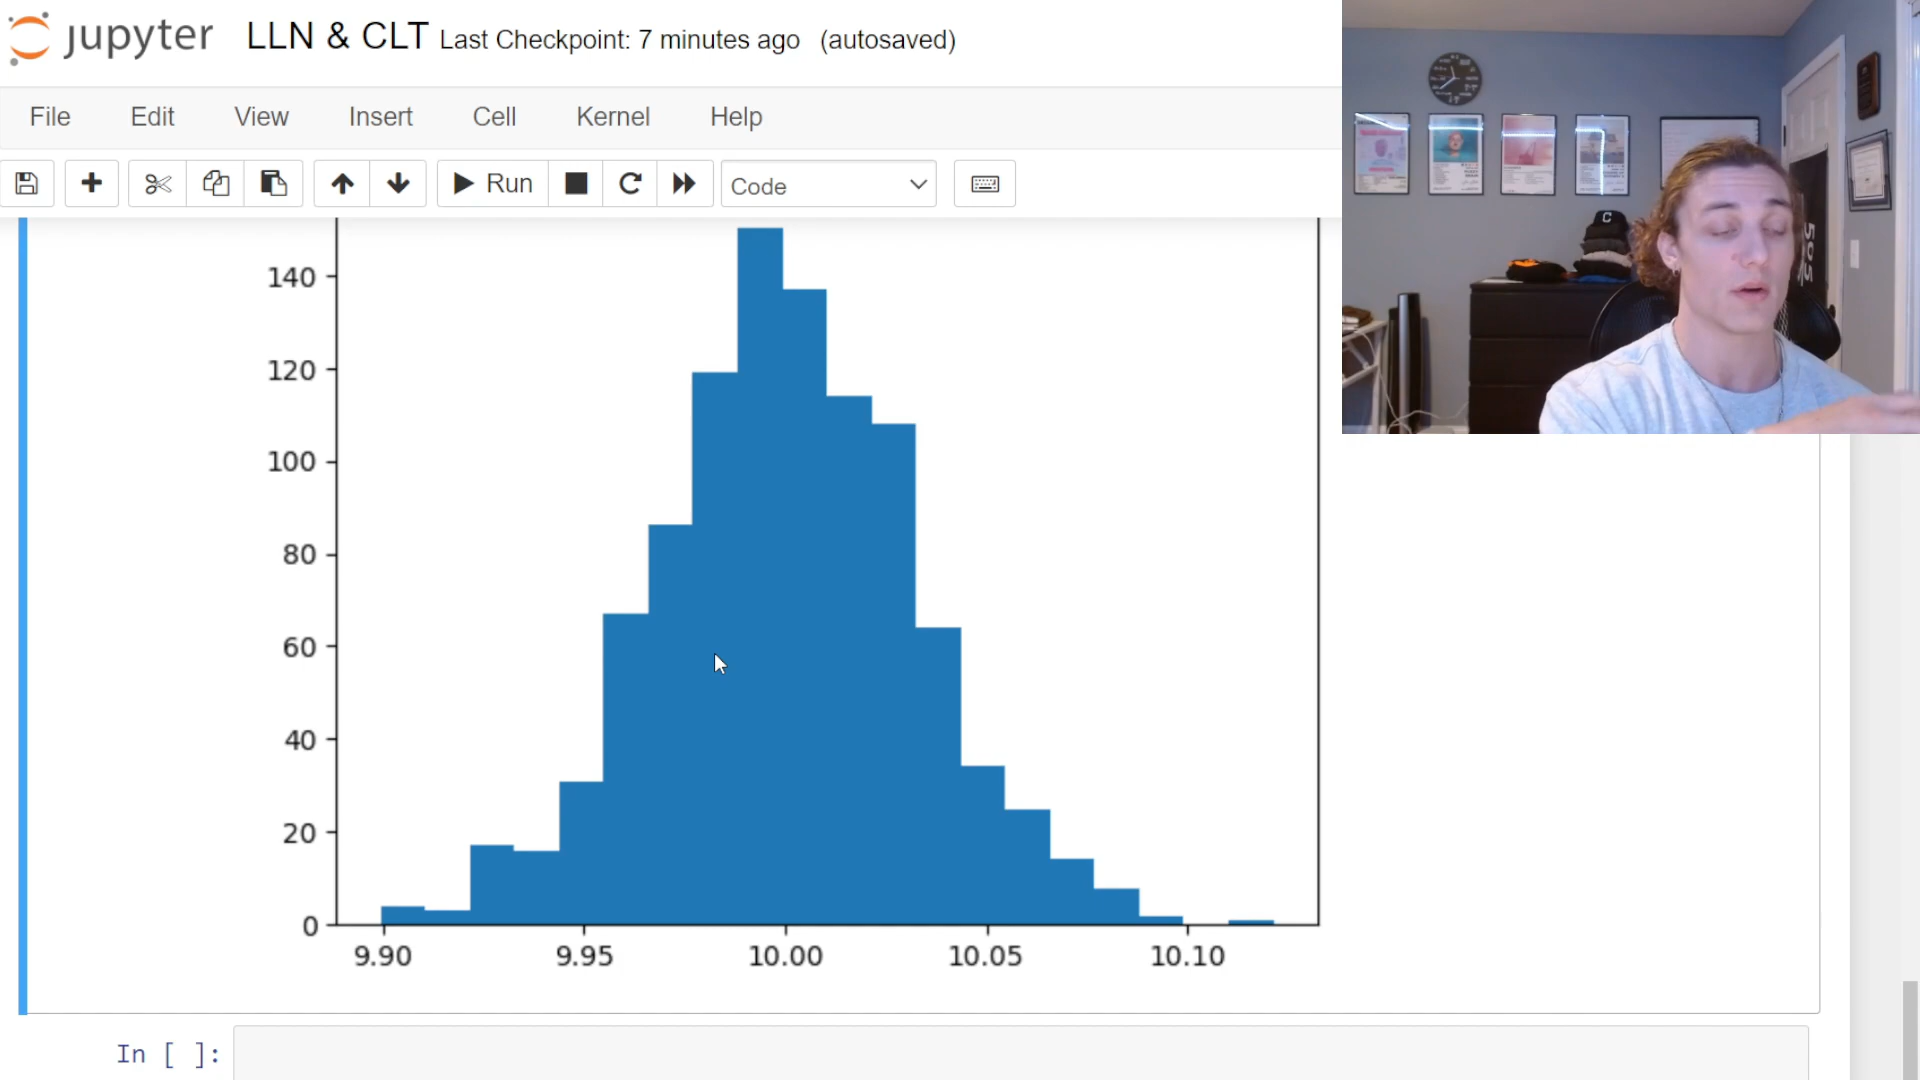 jupyter LLN & CLT Last Checkpoint: 7 minutes ago (autosaved)
File Edit View Insert Cell Kernel Help
Run Code
140
120
100
80
60
40
20
0
9.90 9.95 10.00 10.05 10.10
In [ ]:
C
505